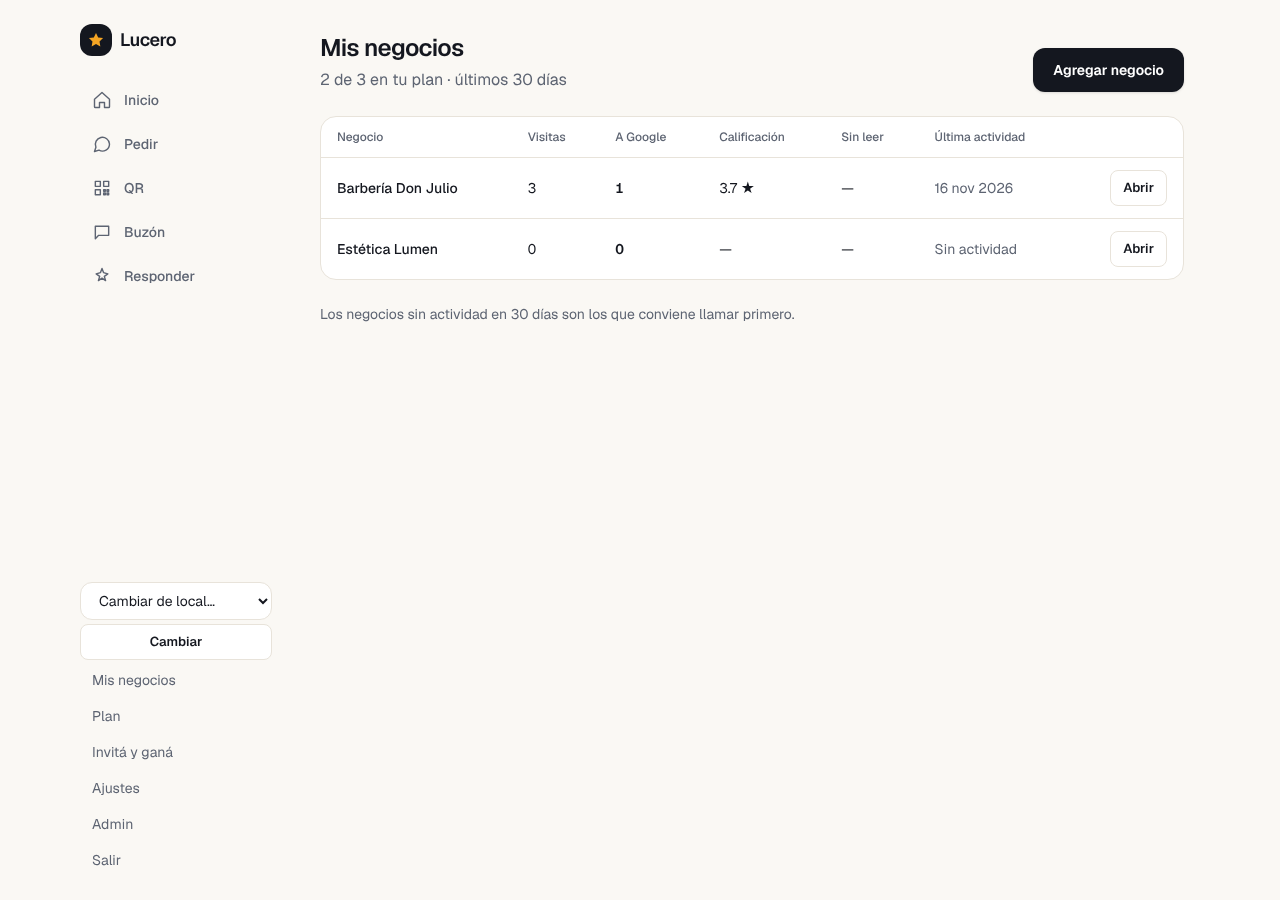 Lucero
Inicio
Pedir
QR
Buzón
Responder
Cambiar de local...
Cambiar
Mis negocios
Plan
Invitá y ganá
Ajustes
Admin
Salir
Mis negocios
2 de 3 en tu plan · últimos 30 días
Agregar negocio
Negocio Visitas A Google Calificación Sin leer Última actividad
Barbería Don Julio 3 1 3.7 ★ — 16 nov 2026 Abrir
Estética Lumen 0 0 — — Sin actividad Abrir
Los negocios sin actividad en 30 días son los que conviene llamar primero.